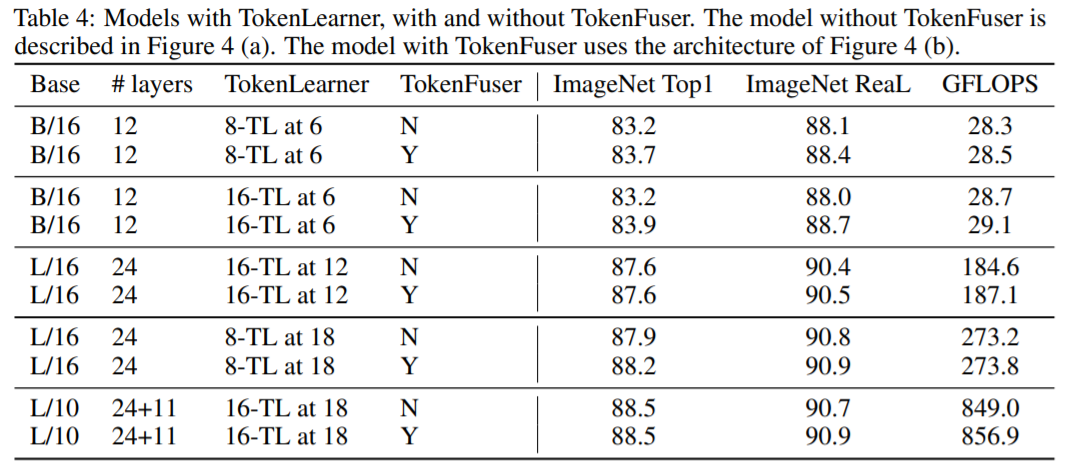 Table 4: Models with TokenLearner, with and without TokenFuser. The model without TokenFuser is
described in Figure 4 (a). The model with TokenFuser uses the architecture of Figure 4 (b).
Base # layers TokenLearner TokenFuser ImageNet Top1 ImageNet ReaL GFLOPS
B/16 12 8-TL at 6 N 83.2 88.1 28.3
B/16 12 8-TL at 6 Y 83.7 88.4 28.5
B/16 12 16-TL at 6 N 83.2 88.0 28.7
B/16 12 16-TL at 6 Y 83.9 88.7 29.1
L/16 24 16-TL at 12 N 87.6 90.4 184.6
L/16 24 16-TL at 12 Y 87.6 90.5 187.1
L/16 24 8-TL at 18 N 87.9 90.8 273.2
L/16 24 8-TL at 18 Y 88.2 90.9 273.8
L/10 24+11 16-TL at 18 N 88.5 90.7 849.0
L/10 24+11 16-TL at 18 Y 88.5 90.9 856.9